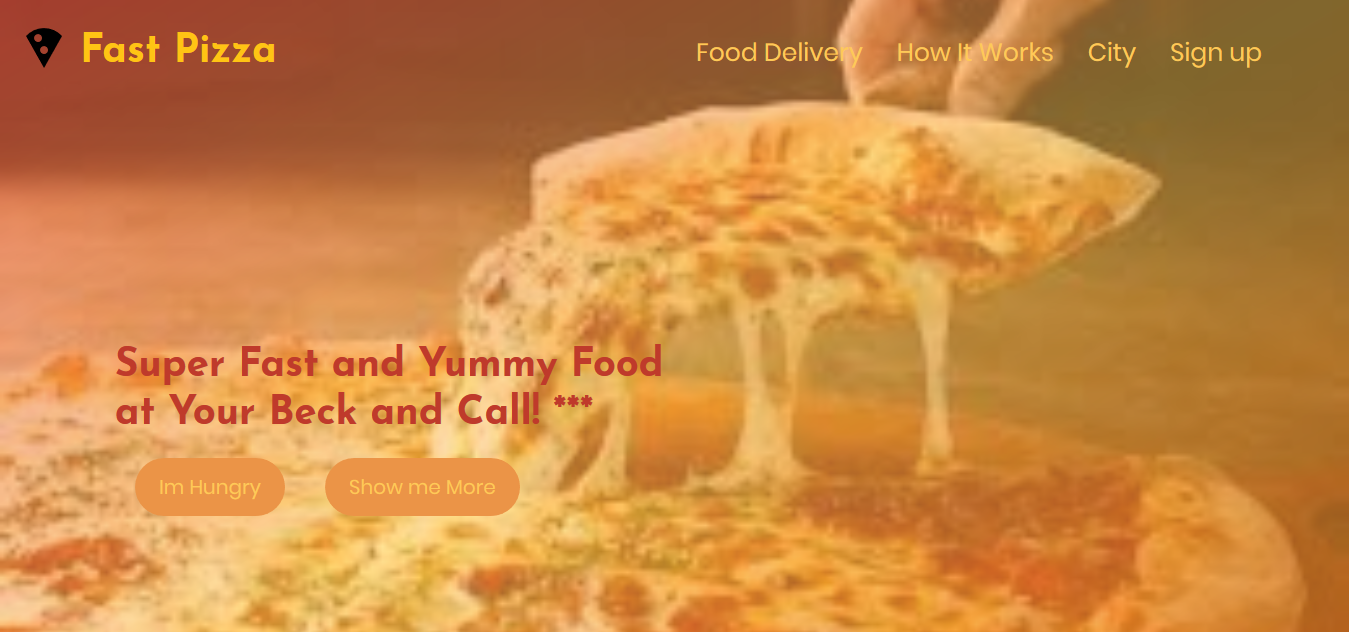 Fast Pizza
Food Delivery How It Works City Sign up
Super Fast and Yummy Food
at Your Beck and Call! ***
Im Hungry Show me More